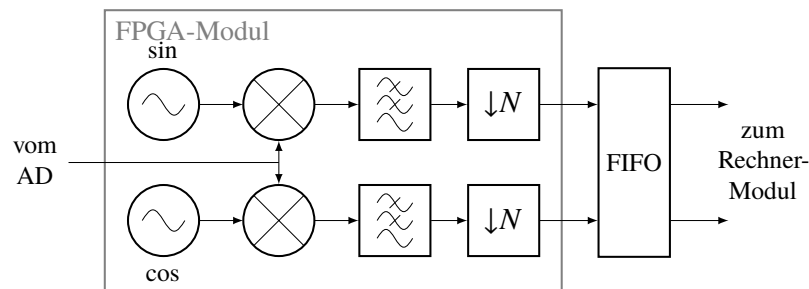 FPGA-Modul
sin
↓N
vom
AD
FIFO
zum
Rechner-
Modul
↓N
cos